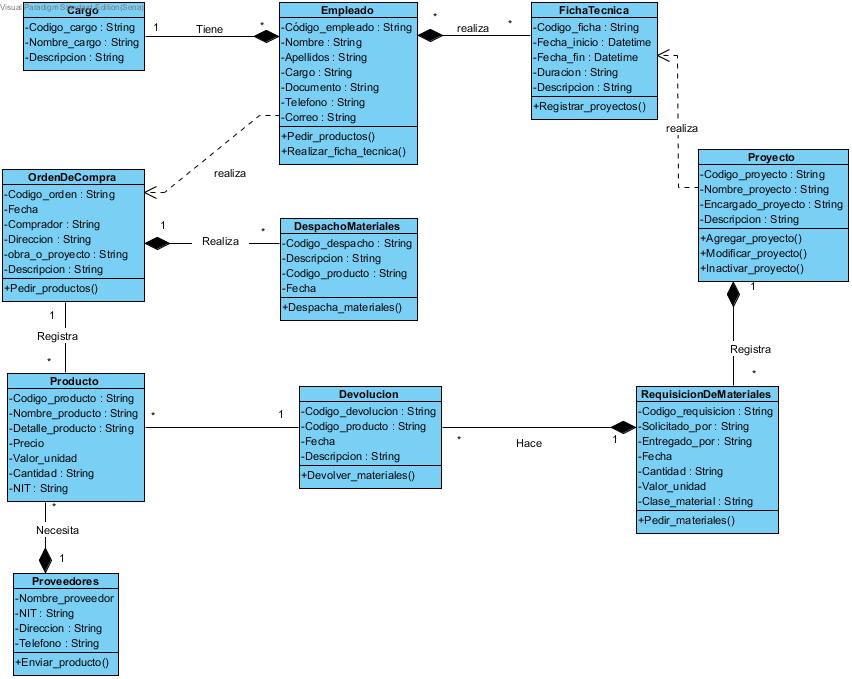 Visual Paradigm Standard Edition(Sena)
Cargo
-Codigo_cargo : String
-Nombre_cargo : String
-Descripcion : String
1
Tiene
*
Empleado
-Código_empleado : String
-Nombre : String
-Apellidos : String
-Cargo : String
-Documento : String
-Telefono : String
-Correo : String
+Pedir_productos()
+Realizar_ficha_tecnica()
*
realiza
*
FichaTecnica
-Codigo_ficha : String
-Fecha_inicio : Datetime
-Fecha_fin : Datetime
-Duracion : String
-Descripcion : String
+Registrar_proyectos()
realiza
realiza
Proyecto
-Codigo_proyecto : String
-Nombre_proyecto : String
-Encargado_proyecto : String
-Descripcion : String
+Agregar_proyecto()
+Modificar_proyecto()
+Inactivar_proyecto()
OrdenDeCompra
-Codigo_orden : String
-Fecha
-Comprador : String
-Direccion : String
-obra_o_proyecto : String
-Descripcion : String
+Pedir_productos()
1
Realiza
*
DespachoMateriales
-Codigo_despacho : String
-Descripcion : String
-Codigo_producto : String
-Fecha
+Despacha_materiales()
1
Registra
*
1
Registra
*
Producto
-Codigo_producto : String
-Nombre_producto : String
-Detalle_producto : String
-Precio
-Valor_unidad
-Cantidad : String
-NIT : String
*
1
Devolucion
-Codigo_devolucion : String
-Codigo_producto : String
-Fecha
-Descripcion : String
+Devolver_materiales()
*
Hace
1
RequisicionDeMateriales
-Codigo_requisicion : String
-Solicitado_por : String
-Entregado_por : String
-Fecha
-Cantidad : String
-Valor_unidad
-Clase_material : String
+Pedir_materiales()
*
Necesita
1
Proveedores
-Nombre_proveedor
-NIT : String
-Direccion : String
-Telefono : String
+Enviar_producto()